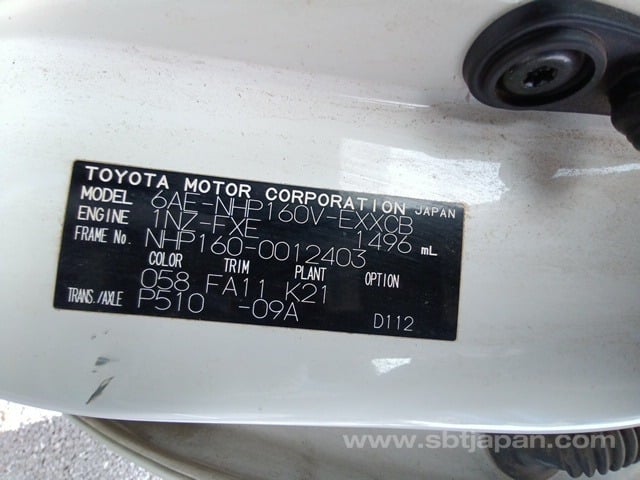 TOYOTA MOTOR CORPORATION JAPAN
MODEL 6AE-NHP160V-EXXCB
ENGINE 1NZ-FXE 1496 mL
FRAME No. NHP160-0012403
COLOR TRIM PLANT OPTION
058 FA11 K21
TRANS./AXLE P510 -09A
D112
www.sbtjapan.com